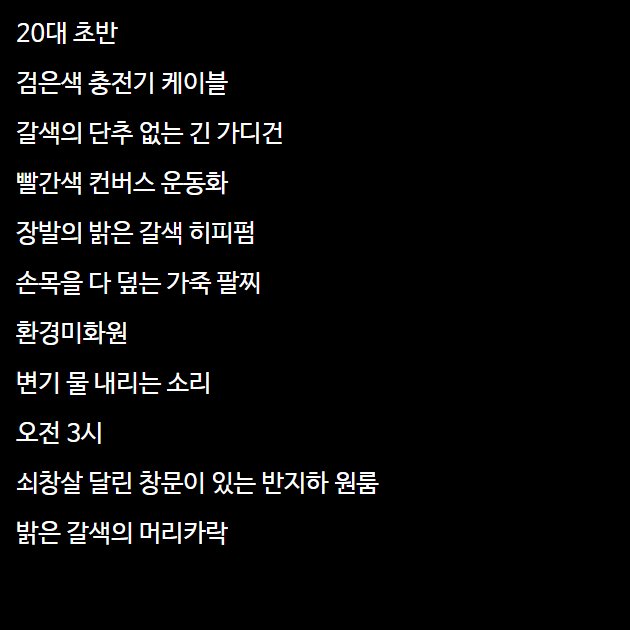 20대 초반
검은색 충전기 케이블
갈색의 단추 없는 긴 가디건
빨간색 컨버스 운동화
장발의 밝은 갈색 히피펌
손목을 다 덮는 가죽 팔찌
환경미화원
변기 물 내리는 소리
오전 3시
쇠창살 달린 창문이 있는 반지하 원룸
밝은 갈색의 머리카락